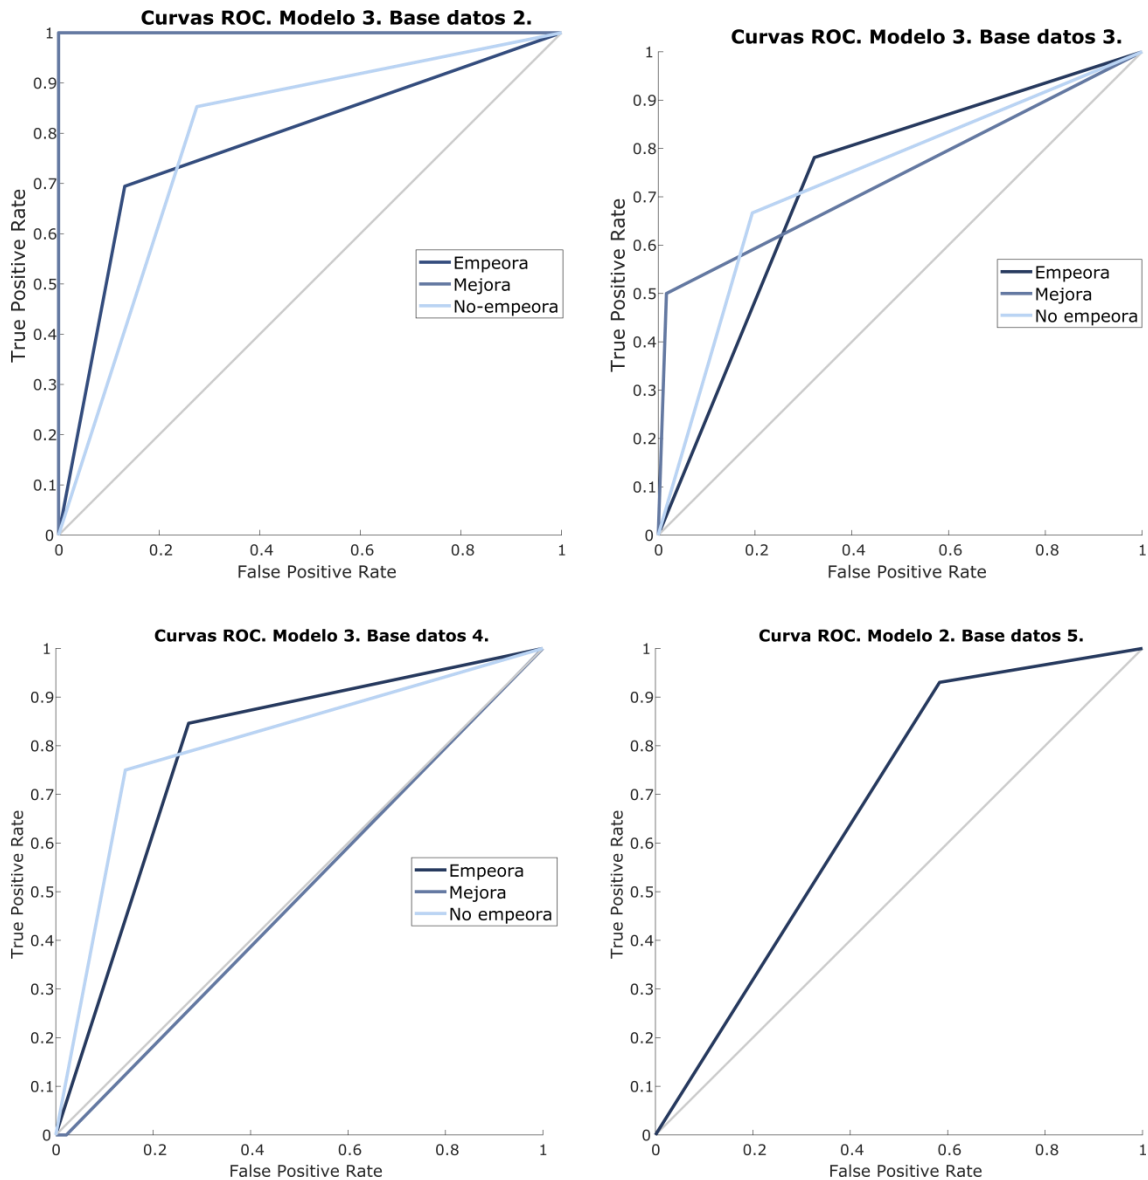 Curvas ROC. Modelo 3. Base datos 2.
1
0.9
0.8
0.7
0.6
0.5
0.4
0.3
0.2
0.1
0
True Positive Rate
Empeora
Mejora
No-empeora
0 0.2 0.4 0.6 0.8 1
False Positive Rate
Curvas ROC. Modelo 3. Base datos 3.
1
0.9
0.8
0.7
0.6
0.5
0.4
0.3
0.2
0.1
0
True Positive Rate
Empeora
Mejora
No empeora
0 0.2 0.4 0.6 0.8 1
False Positive Rate
Curvas ROC. Modelo 3. Base datos 4.
1
0.9
0.8
0.7
0.6
0.5
0.4
0.3
0.2
0.1
0
True Positive Rate
Empeora
Mejora
No empeora
0 0.2 0.4 0.6 0.8 1
False Positive Rate
Curva ROC. Modelo 2. Base datos 5.
1
0.9
0.8
0.7
0.6
0.5
0.4
0.3
0.2
0.1
0
True Positive Rate
0 0.2 0.4 0.6 0.8 1
False Positive Rate